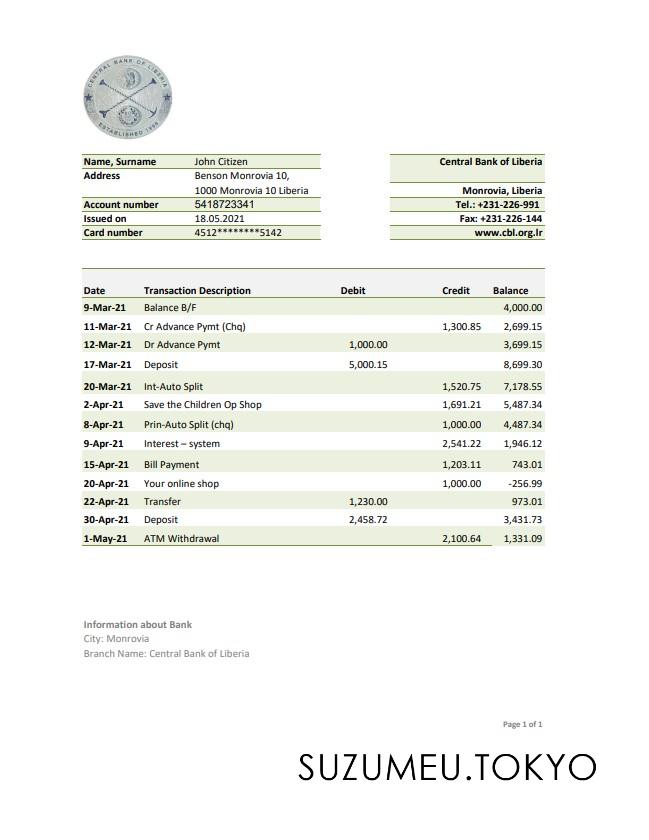 CENTRAL BANK OF LIBERIA
ESTABLISHED 1999
Name, Surname John Citizen
Address Benson Monrovia 10,
1000 Monrovia 10 Liberia
Account number 5418723341
Issued on 18.05.2021
Card number 4512********5142
Central Bank of Liberia
Monrovia, Liberia
Tel.: +231-226-991
Fax: +231-226-144
www.cbl.org.lr
Date Transaction Description Debit Credit Balance
9-Mar-21 Balance B/F 4,000.00
11-Mar-21 Cr Advance Pymt (Chq) 1,300.85 2,699.15
12-Mar-21 Dr Advance Pymt 1,000.00 3,699.15
17-Mar-21 Deposit 5,000.15 8,699.30
20-Mar-21 Int-Auto Split 1,520.75 7,178.55
2-Apr-21 Save the Children Op Shop 1,691.21 5,487.34
8-Apr-21 Prin-Auto Split (chq) 1,000.00 4,487.34
9-Apr-21 Interest – system 2,541.22 1,946.12
15-Apr-21 Bill Payment 1,203.11 743.01
20-Apr-21 Your online shop 1,000.00 -256.99
22-Apr-21 Transfer 1,230.00 973.01
30-Apr-21 Deposit 2,458.72 3,431.73
1-May-21 ATM Withdrawal 2,100.64 1,331.09
Information about Bank
City: Monrovia
Branch Name: Central Bank of Liberia
Page 1 of 1
SUZUMEU.TOKYO